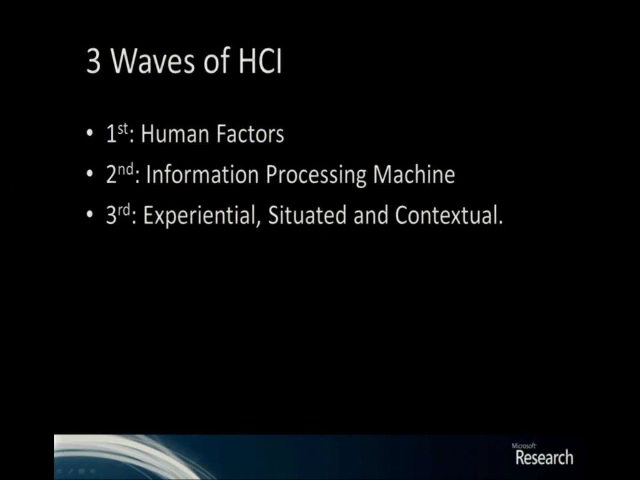 3 Waves of HCI
• 1st: Human Factors
• 2nd: Information Processing Machine
• 3rd: Experiential, Situated and Contextual.
Microsoft
Research